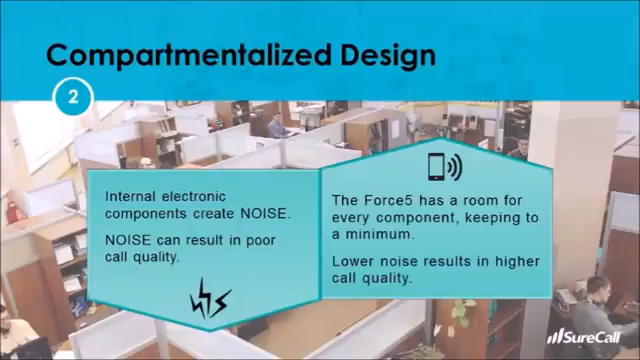 Compartmentalized Design
2
Internal electronic
components create NOISE.
NOISE can result in poor
call quality.
The Force5 has a room for
every component, keeping to
a minimum.
Lower noise results in higher
call quality.
SureCall